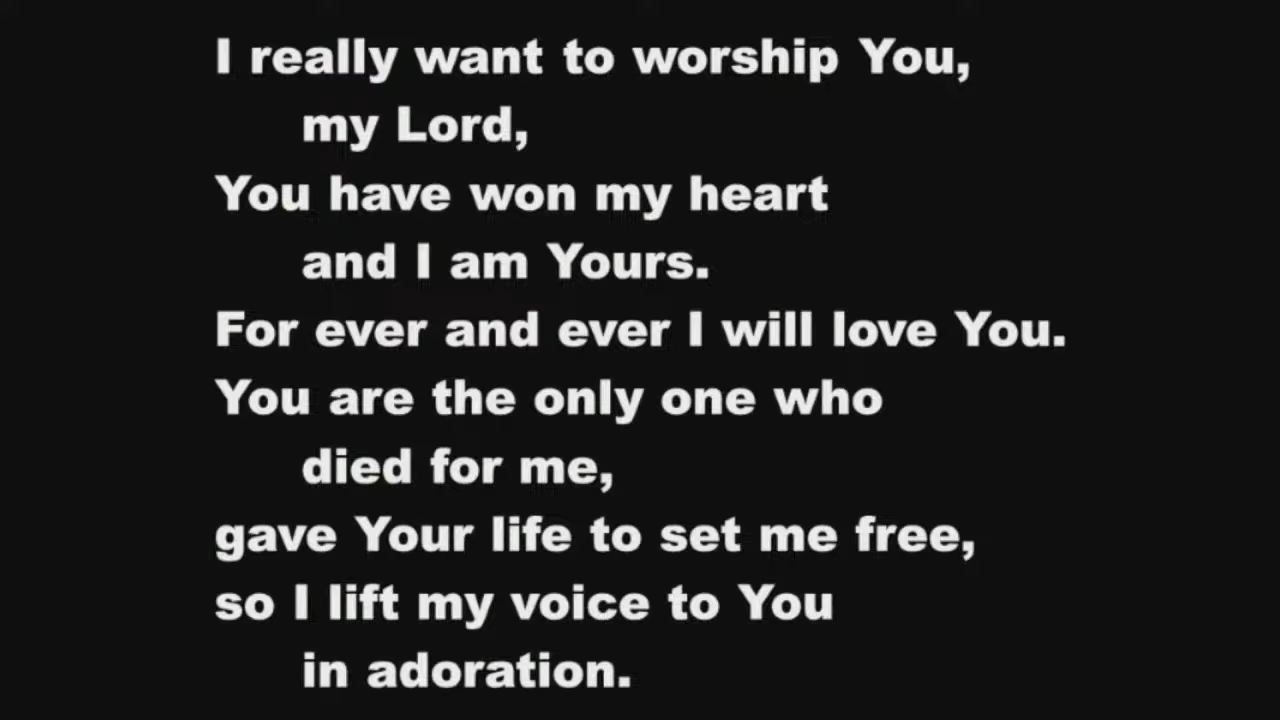 I really want to worship You,
my Lord,
You have won my heart
and I am Yours.
For ever and ever I will love You.
You are the only one who
died for me,
gave Your life to set me free,
so I lift my voice to You
in adoration.